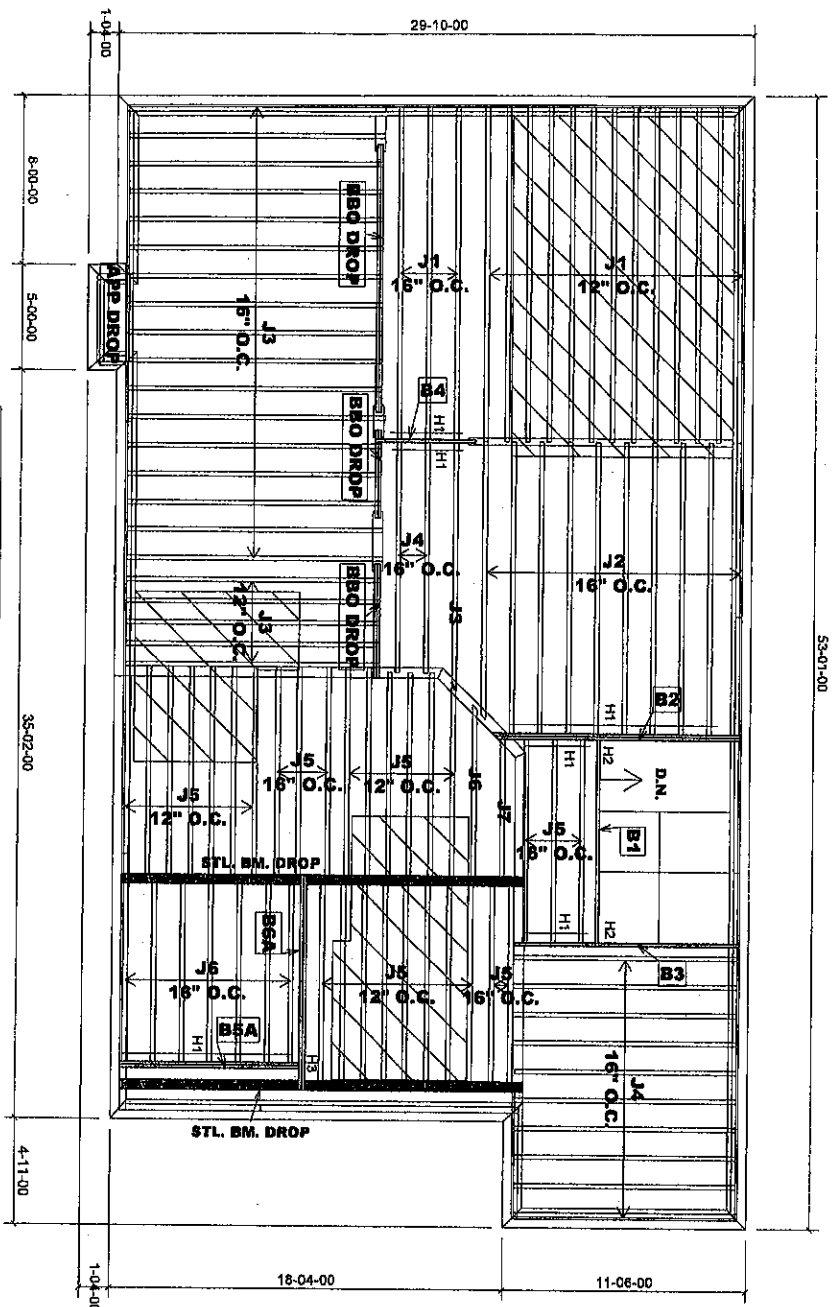 29-10-00
1-04-00
53-01-00
6-00-00
5-00-00
35-02-00
4-11-00
1-04-00
18-04-00
11-06-00
APP DROP
BBO DROP
J1
16" O.C.
J1
12" O.C.
J3
16" O.C.
B4
H1
H1
BBO DROP
J4
16" O.C.
J2
16" O.C.
J3
12" O.C.
BBO DROP
J3
B2
H1
H2
H1
D.N.
J5
16" O.C.
J5
12" O.C.
J6
J7
J5
12" O.C.
J5
16" O.C.
B1
STL. BM. DROP
H1
H2
B3
B6A
J6
16" O.C.
J5
12" O.C.
J5
16" O.C.
J4
16" O.C.
B5A
H1
H3
STL. BM. DROP